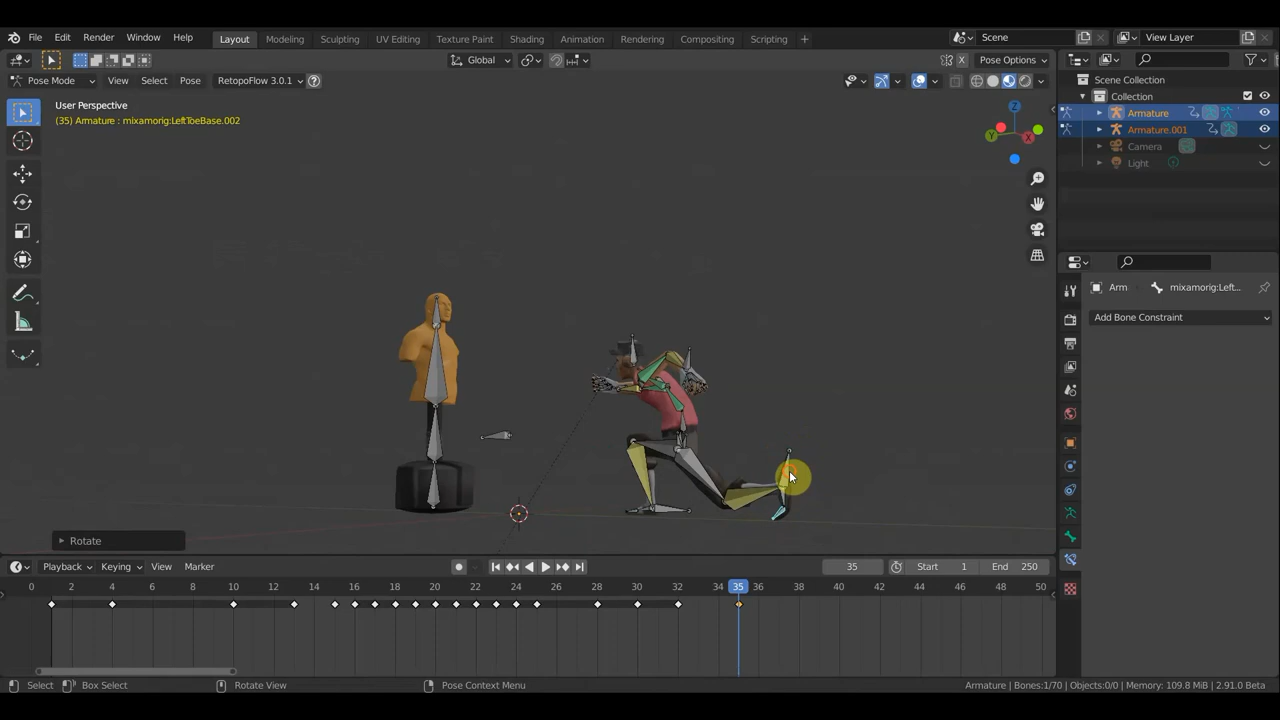 File Edit Render Window Help Layout Modeling Sculpting UV Editing Texture Paint Shading Animation Rendering Compositing Scripting + Scene View Layer
Global Pose Options
Pose Mode View Select Pose RetopoFlow 3.0.1 ?
User Perspective
(35) Armature : mixamorig:LeftToeBase.002
Z
Y
X
Scene Collection
Collection
Armature
Armature.001
Camera
Light
Arm mixamorig:Left...
Add Bone Constraint
Rotate
Playback Keying View Marker 35 Start 1 End 250
0 2 4 6 8 10 12 14 16 18 20 22 24 26 28 30 32 34 35 36 38 40 42 44 46 48 50
Select Box Select Rotate View Pose Context Menu Armature | Bones:1/70 | Objects:0/0 | Memory: 109.8 MiB | 2.91.0 Beta